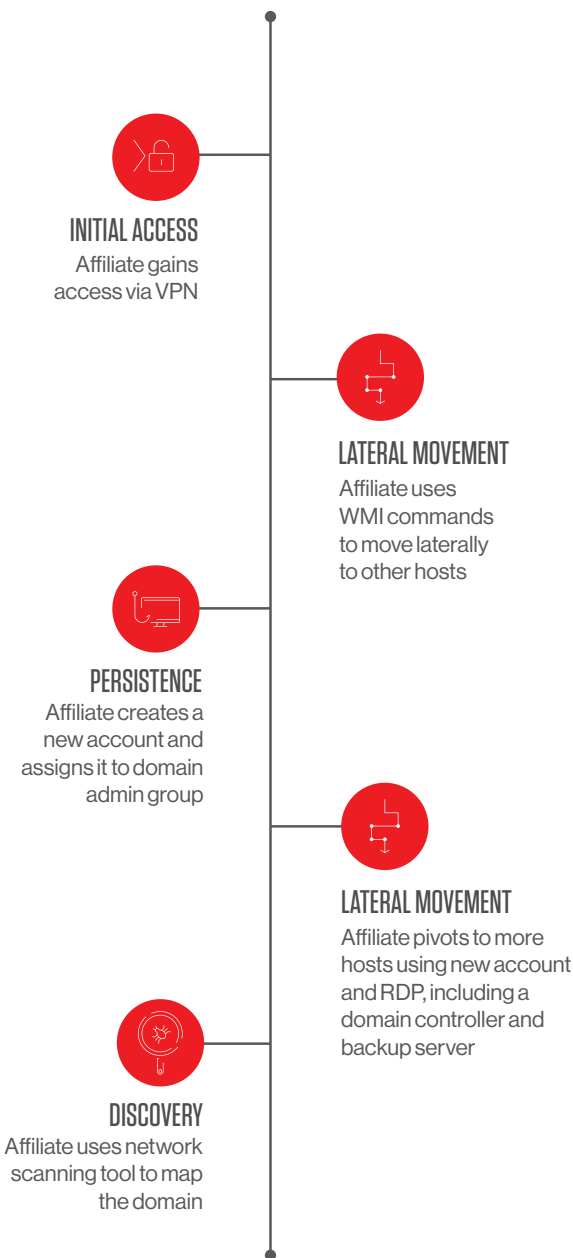 INITIAL ACCESS
Affiliate gains
access via VPN
LATERAL MOVEMENT
Affiliate uses
WMI commands
to move laterally
to other hosts
PERSISTENCE
Affiliate creates a
new account and
assigns it to domain
admin group
LATERAL MOVEMENT
Affiliate pivots to more
hosts using new account
and RDP, including a
domain controller and
backup server
DISCOVERY
Affiliate uses network
scanning tool to map
the domain